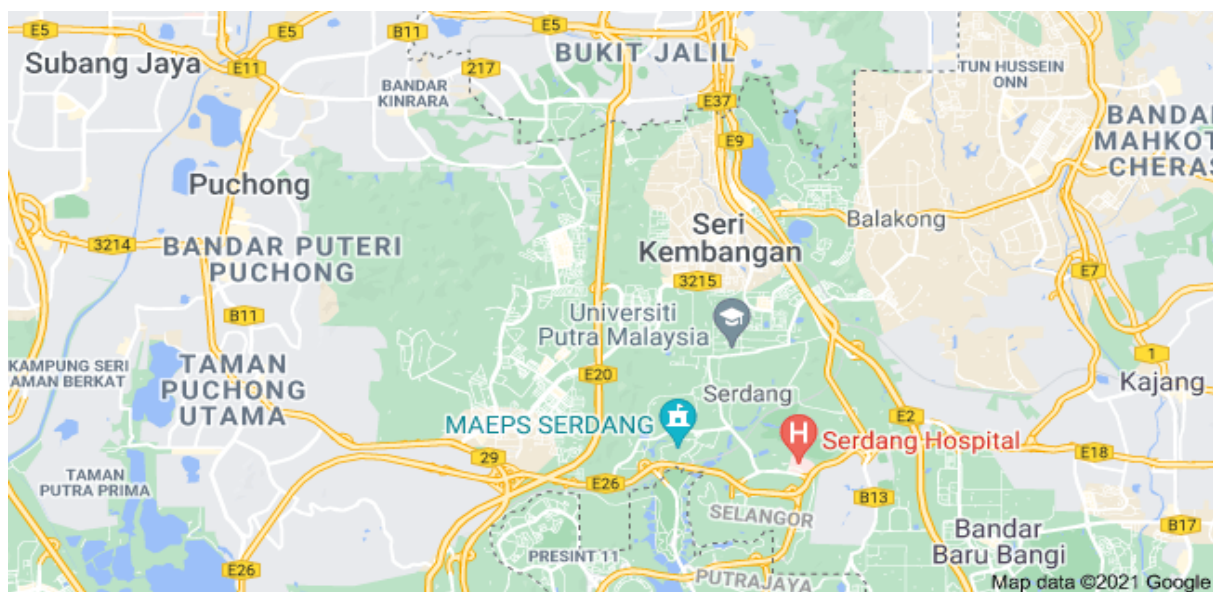 E5
E5
B11
E5
BUKIT JALIL
Subang Jaya
E11
217
BANDAR
KINRARA
TUN HUSSEIN
ONN
E37
BANDAR
MAHKOT
CHERAS
E9
Puchong
Balakong
Seri
Kembangan
3214
BANDAR PUTERI
PUCHONG
3215
E7
B11
Universiti
Putra Malaysia
1
KAMPUNG SERI
AMAN BERKAT
TAMAN
PUCHONG
UTAMA
E20
Serdang
Kajang
MAEPS SERDANG
E2
H
Serdang Hospital
29
E18
TAMAN
PUTRA PRIMA
E26
B13
SELANGOR
B17
Bandar
Baru Bangi
PRESINT 11
E26
PUTRAJAYA
Map data ©2021 Google